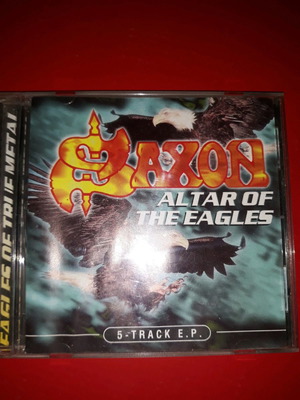 SAXON
ALTAR OF
THE EAGLES
5-TRACK E.P.
EAGLES OF TRUE METAL